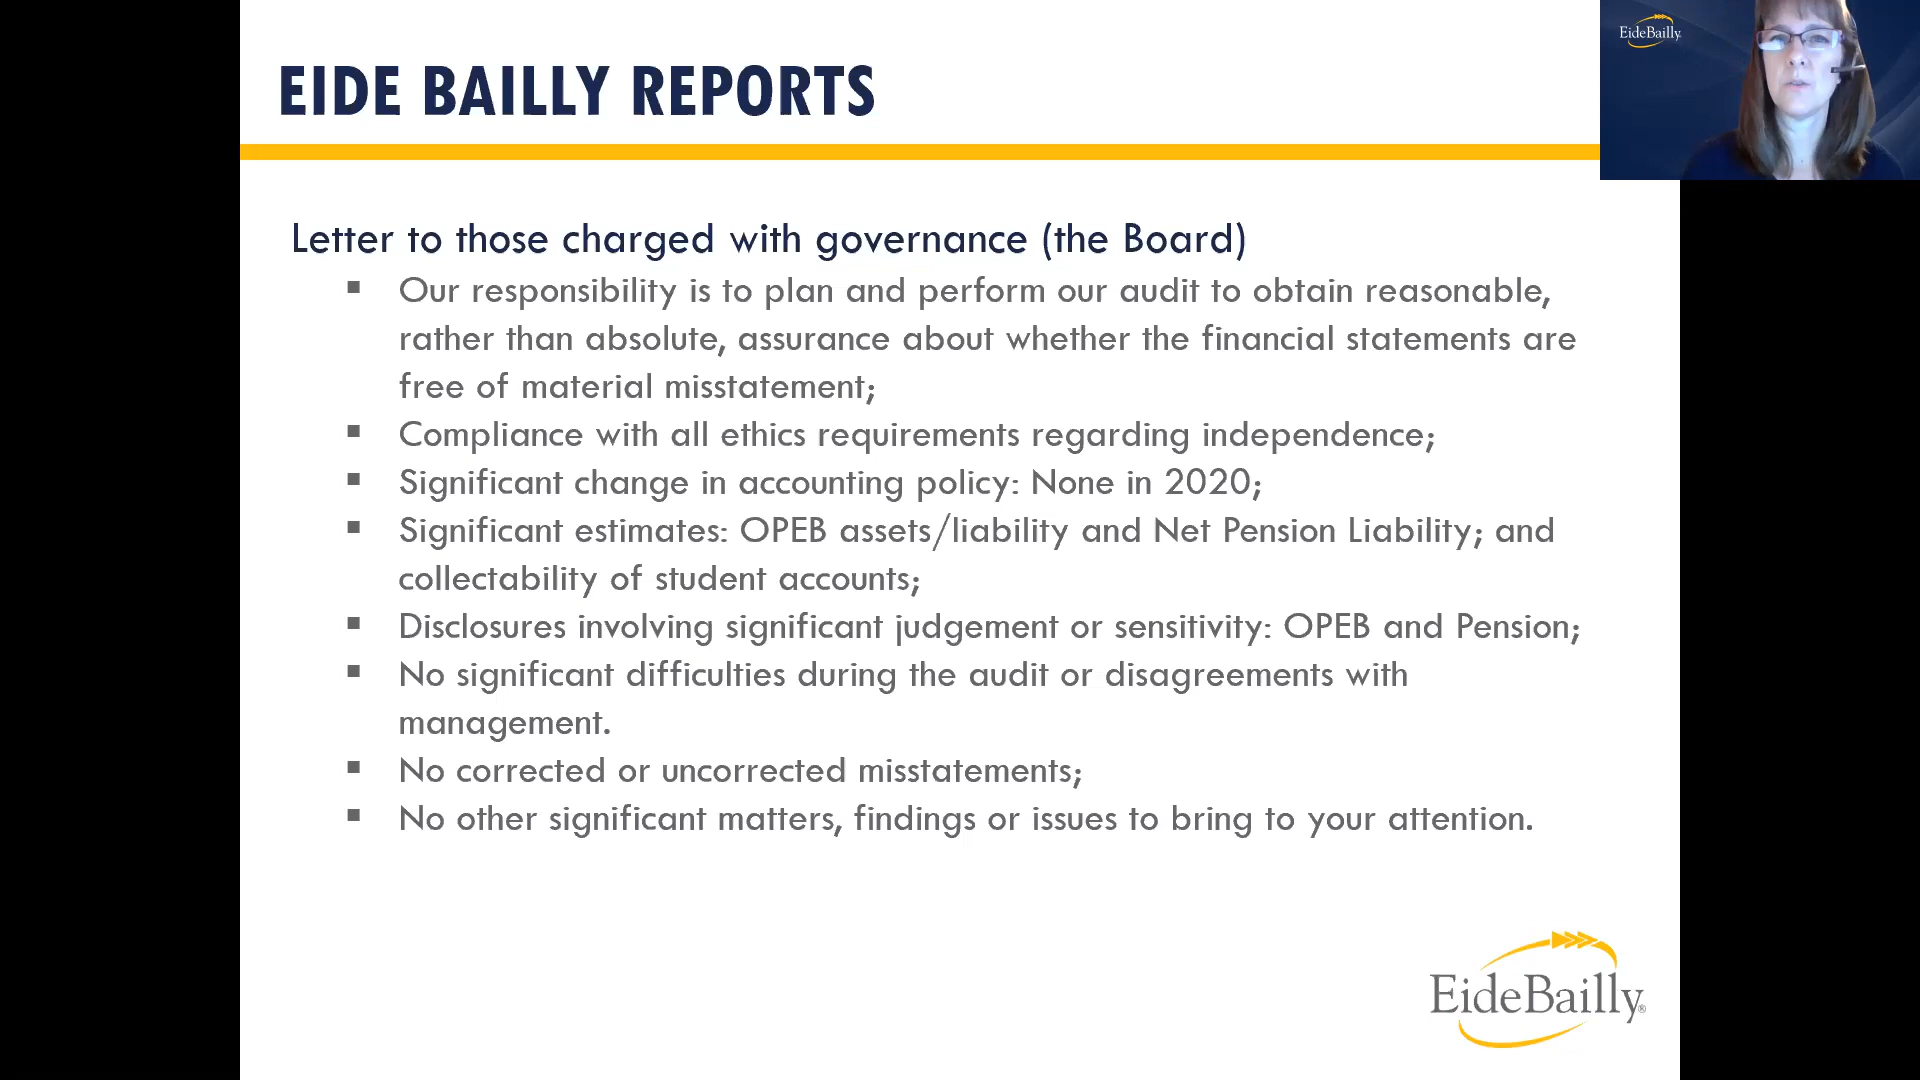 EIDE BAILLY REPORTS
EideBailly
Letter to those charged with governance (the Board)
▪ Our responsibility is to plan and perform our audit to obtain reasonable,
rather than absolute, assurance about whether the financial statements are
free of material misstatement;
▪ Compliance with all ethics requirements regarding independence;
▪ Significant change in accounting policy: None in 2020;
▪ Significant estimates: OPEB assets/liability and Net Pension Liability; and
collectability of student accounts;
▪ Disclosures involving significant judgement or sensitivity: OPEB and Pension;
▪ No significant difficulties during the audit or disagreements with
management.
▪ No corrected or uncorrected misstatements;
▪ No other significant matters, findings or issues to bring to your attention.
EideBailly®